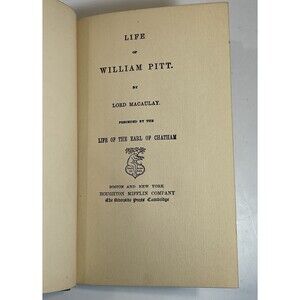 LIFE
OF
WILLIAM PITT.
BY
LORD MACAULAY.
PRECEDED BY THE
LIFE OF THE EARL OF CHATHAM
BOSTON AND NEW YORK
HOUGHTON MIFFLIN COMPANY
The Riverside Press Cambridge